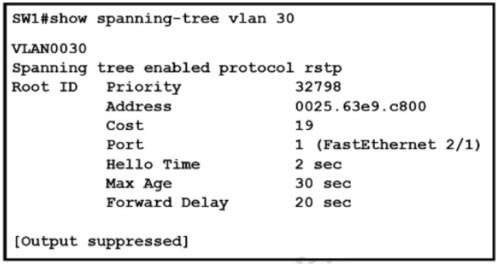 SW1#show spanning-tree vlan 30
VLAN0030
Spanning tree enabled protocol rstp
Root ID Priority 32798
Address 0025.63e9.c800
Cost 19
Port 1 (FastEthernet 2/1)
Hello Time 2 sec
Max Age 30 sec
Forward Delay 20 sec
[Output suppressed]